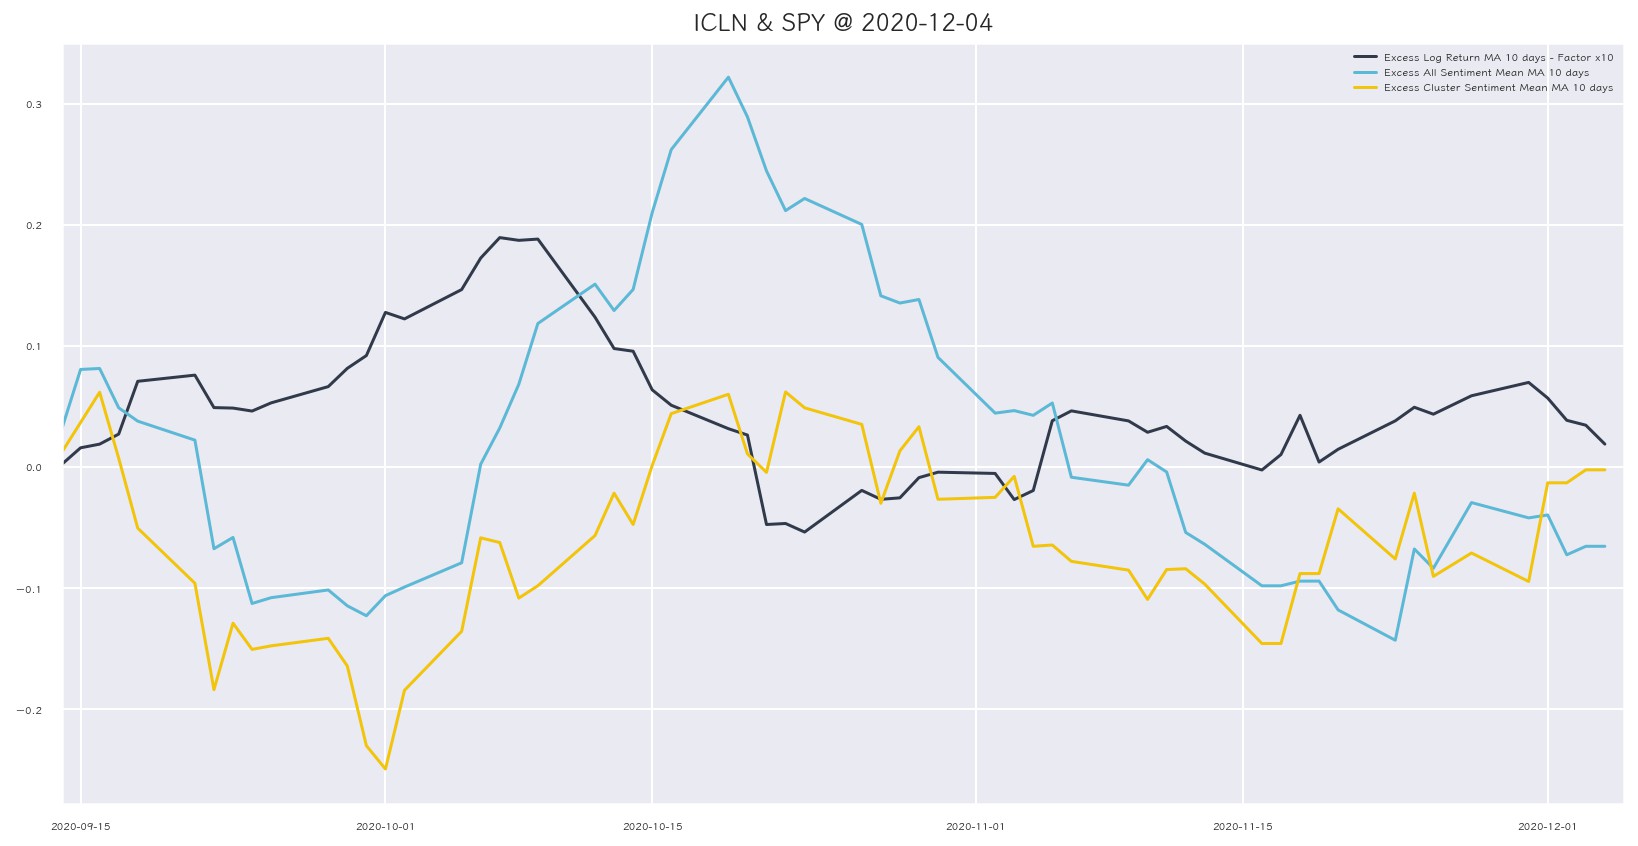 ICLN & SPY @ 2020-12-04
Excess Log Return MA 10 days - Factor x10
Excess All Sentiment Mean MA 10 days
Excess Cluster Sentiment Mean MA 10 days
0.3
0.2
0.1
0.0
−0.1
−0.2
2020-09-15 2020-10-01 2020-10-15 2020-11-01 2020-11-15 2020-12-01